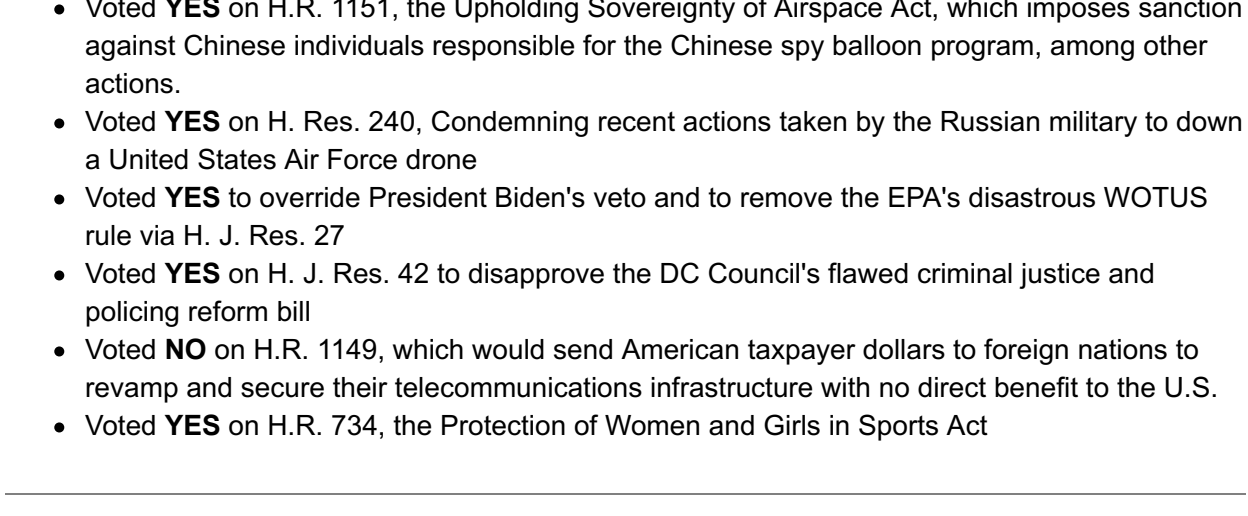 • Voted YES on H.R. 1151, the Upholding Sovereignty of Airspace Act, which imposes sanction
against Chinese individuals responsible for the Chinese spy balloon program, among other
actions.
• Voted YES on H. Res. 240, Condemning recent actions taken by the Russian military to down
a United States Air Force drone
• Voted YES to override President Biden's veto and to remove the EPA's disastrous WOTUS
rule via H. J. Res. 27
• Voted YES on H. J. Res. 42 to disapprove the DC Council's flawed criminal justice and
policing reform bill
• Voted NO on H.R. 1149, which would send American taxpayer dollars to foreign nations to
revamp and secure their telecommunications infrastructure with no direct benefit to the U.S.
• Voted YES on H.R. 734, the Protection of Women and Girls in Sports Act